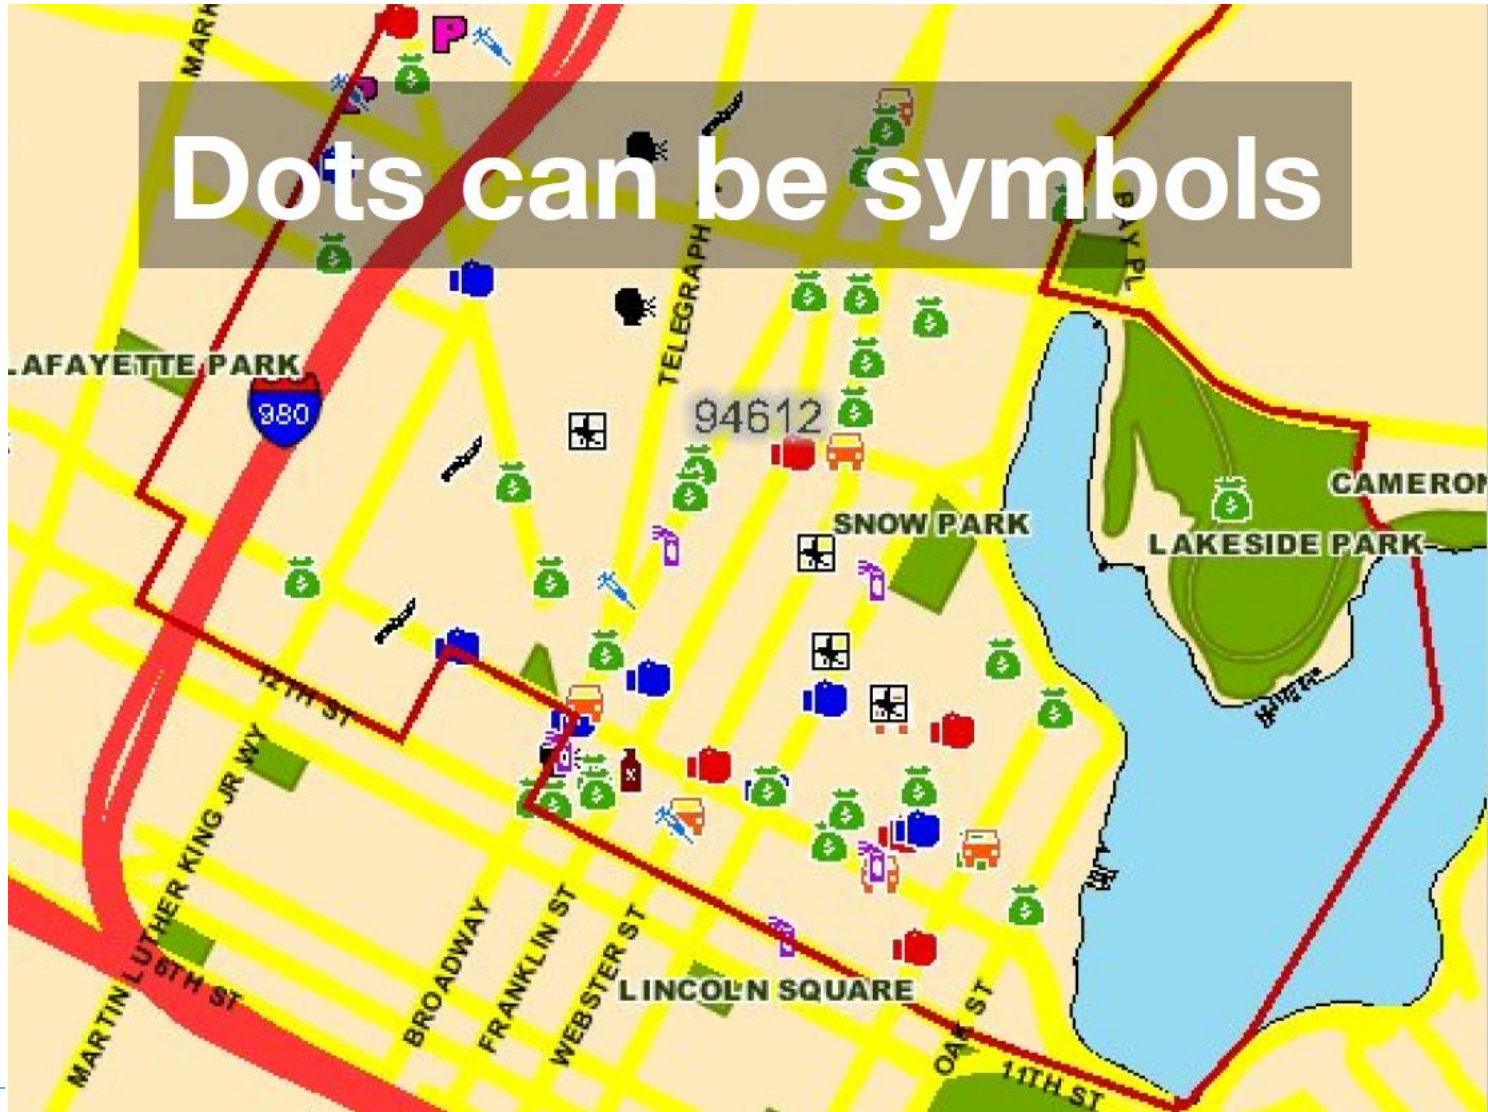 MARK
P
Dots can be symbols
BAY PL
TELEGRAPH
LAFAYETTE PARK
980
94612
CAMERON
SNOW PARK
LAKESIDE PARK
12TH ST
MARTIN LUTHER KING JR WY
BROADWAY
FRANKLIN ST
WEBSTER ST
6TH ST
LINCOLN SQUARE
OAK ST
11TH ST